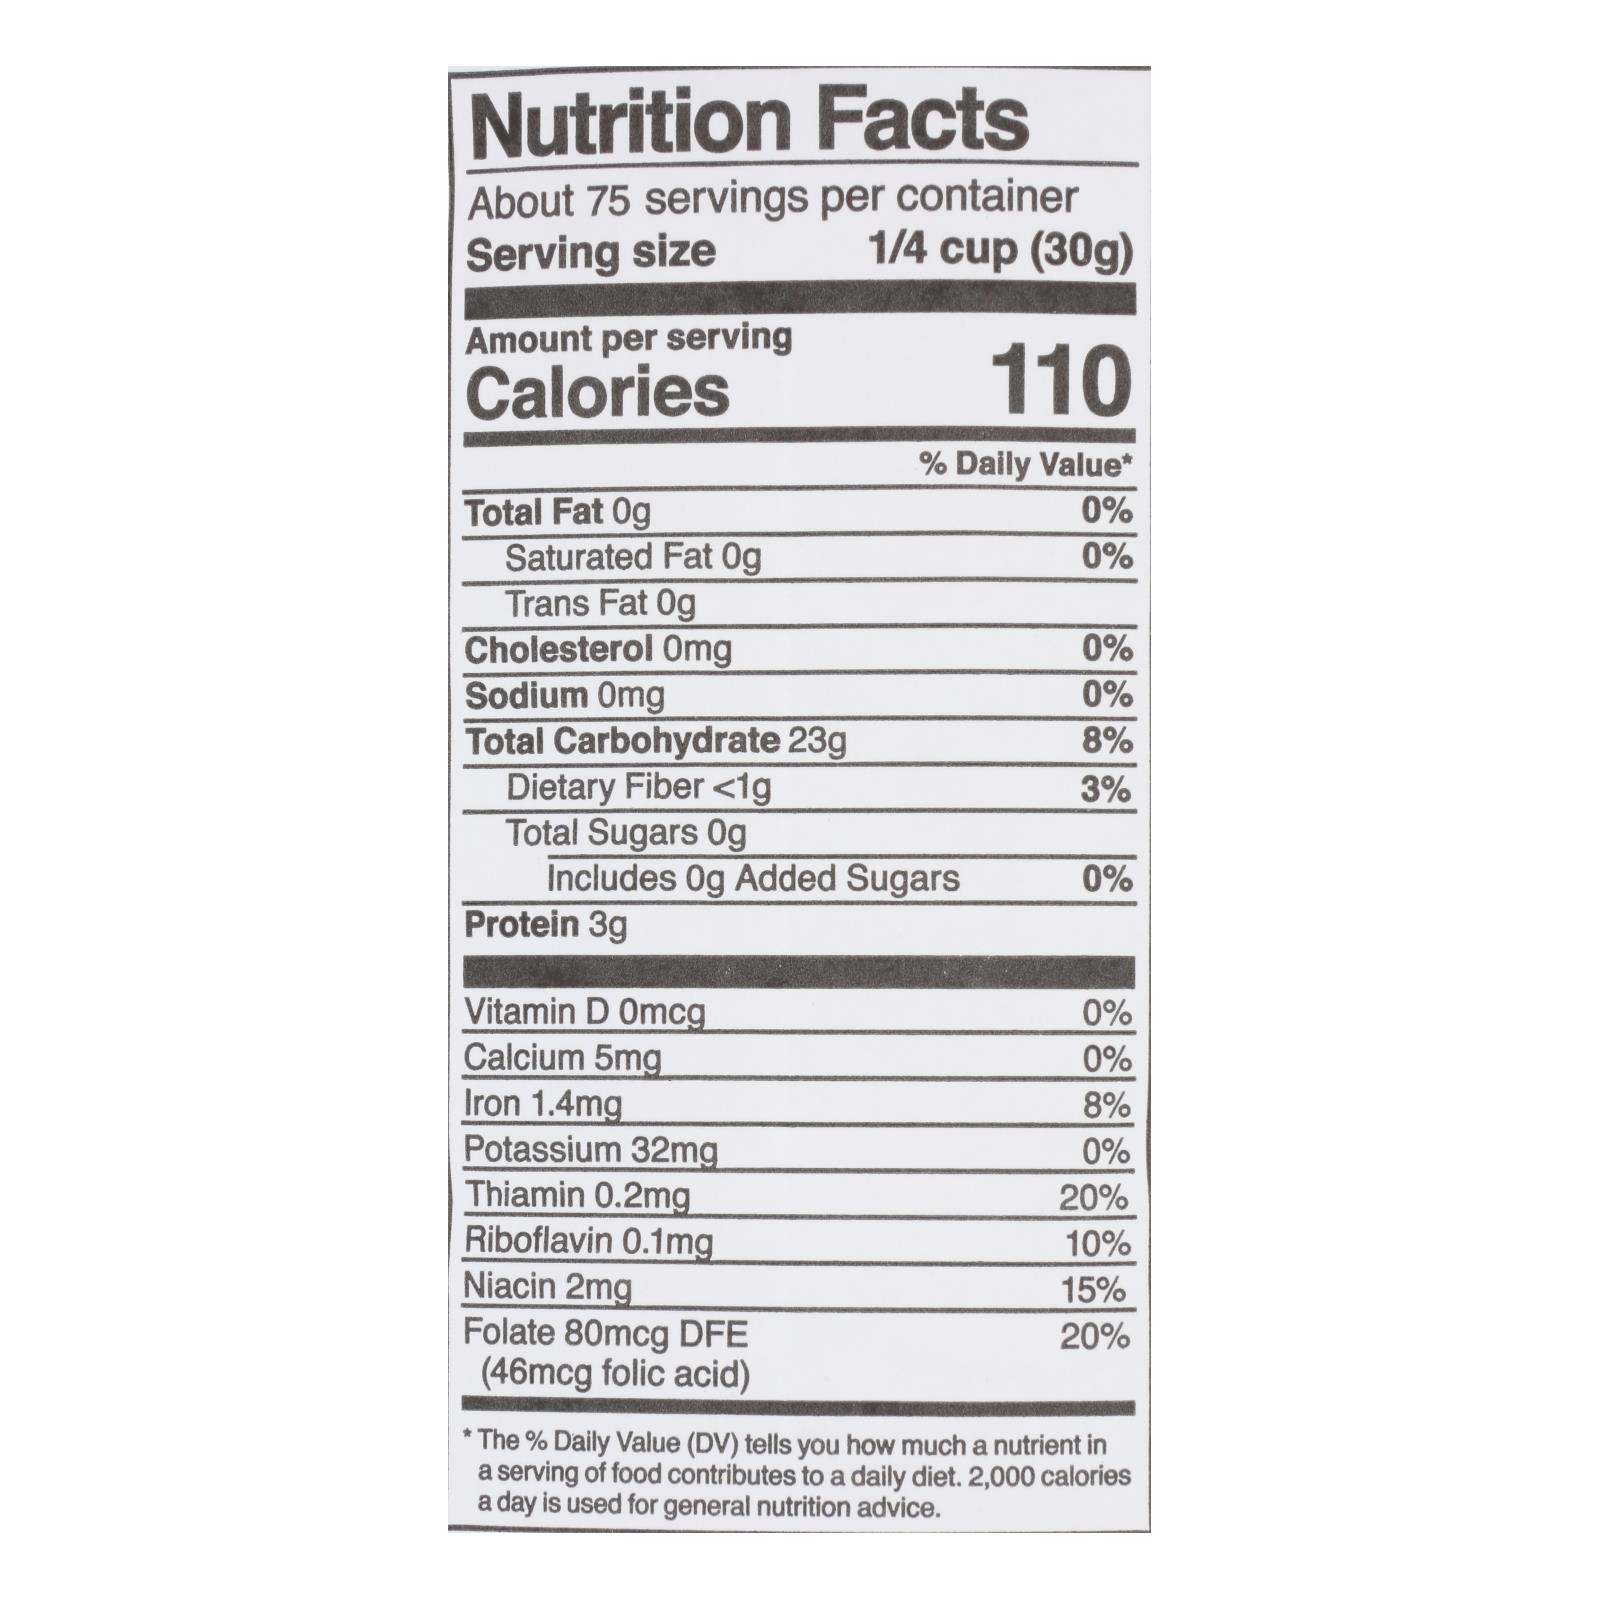 Nutrition Facts
About 75 servings per container
Serving size 1/4 cup (30g)
Amount per serving
Calories 110
% Daily Value*
Total Fat 0g 0%
Saturated Fat 0g 0%
Trans Fat 0g
Cholesterol 0mg 0%
Sodium 0mg 0%
Total Carbohydrate 23g 8%
Dietary Fiber <1g 3%
Total Sugars 0g
Includes 0g Added Sugars 0%
Protein 3g
Vitamin D 0mcg 0%
Calcium 5mg 0%
Iron 1.4mg 8%
Potassium 32mg 0%
Thiamin 0.2mg 20%
Riboflavin 0.1mg 10%
Niacin 2mg 15%
Folate 80mcg DFE 20%
(46mcg folic acid)
* The % Daily Value (DV) tells you how much a nutrient in
a serving of food contributes to a daily diet. 2,000 calories
a day is used for general nutrition advice.